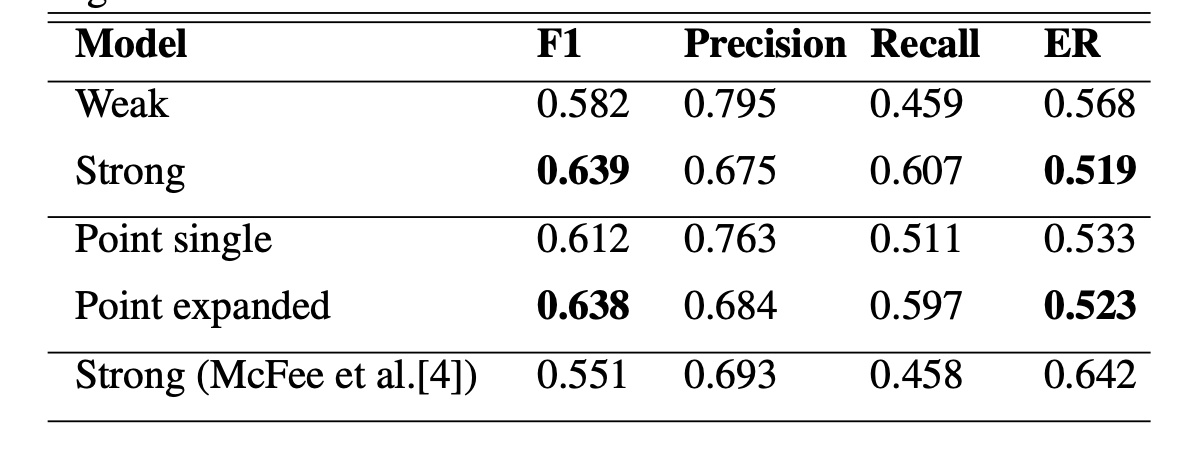 Model F1 Precision Recall ER
Weak 0.582 0.795 0.459 0.568
Strong 0.639 0.675 0.607 0.519
Point single 0.612 0.763 0.511 0.533
Point expanded 0.638 0.684 0.597 0.523
Strong (McFee et al.[4]) 0.551 0.693 0.458 0.642